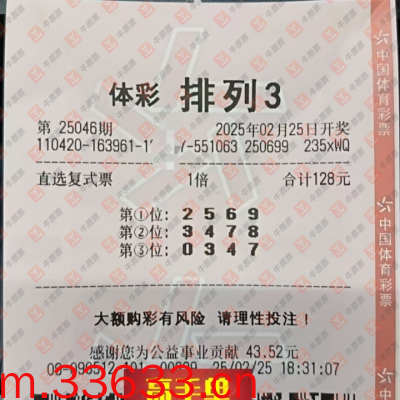 体彩 排列3
第 25046期 2025年02月25日开奖
110420-163961-1 7-551063 250699 235xWQ
直选复式票 1倍 合计128元
第①位: 2 5 6 9
第②位: 3 4 7 8
第③位: 0 3 4 7
大额购彩有风险 请理性投注!
感谢您为公益事业贡献 43.52元
25/02/25 18:31:07
中国体育彩票
中国体育彩票